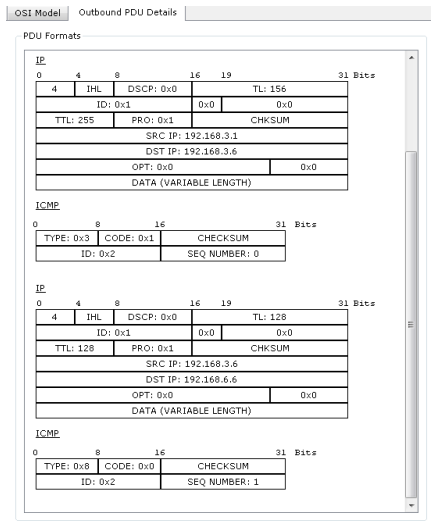 OSI Model Outbound PDU Details
PDU Formats
IP
0 4 8 16 19 31 Bits
4 IHL DSCP: 0x0 TL: 156
ID: 0x1 0x0 0x0
TTL: 255 PRO: 0x1 CHKSUM
SRC IP: 192.168.3.1
DST IP: 192.168.3.6
OPT: 0x0 0x0
DATA (VARIABLE LENGTH)
ICMP
0 8 16 31 Bits
TYPE: 0x3 CODE: 0x1 CHECKSUM
ID: 0x2 SEQ NUMBER: 0
IP
0 4 8 16 19 31 Bits
4 IHL DSCP: 0x0 TL: 128
ID: 0x1 0x0 0x0
TTL: 128 PRO: 0x1 CHKSUM
SRC IP: 192.168.3.6
DST IP: 192.168.6.6
OPT: 0x0 0x0
DATA (VARIABLE LENGTH)
ICMP
0 8 16 31 Bits
TYPE: 0x8 CODE: 0x0 CHECKSUM
ID: 0x2 SEQ NUMBER: 1